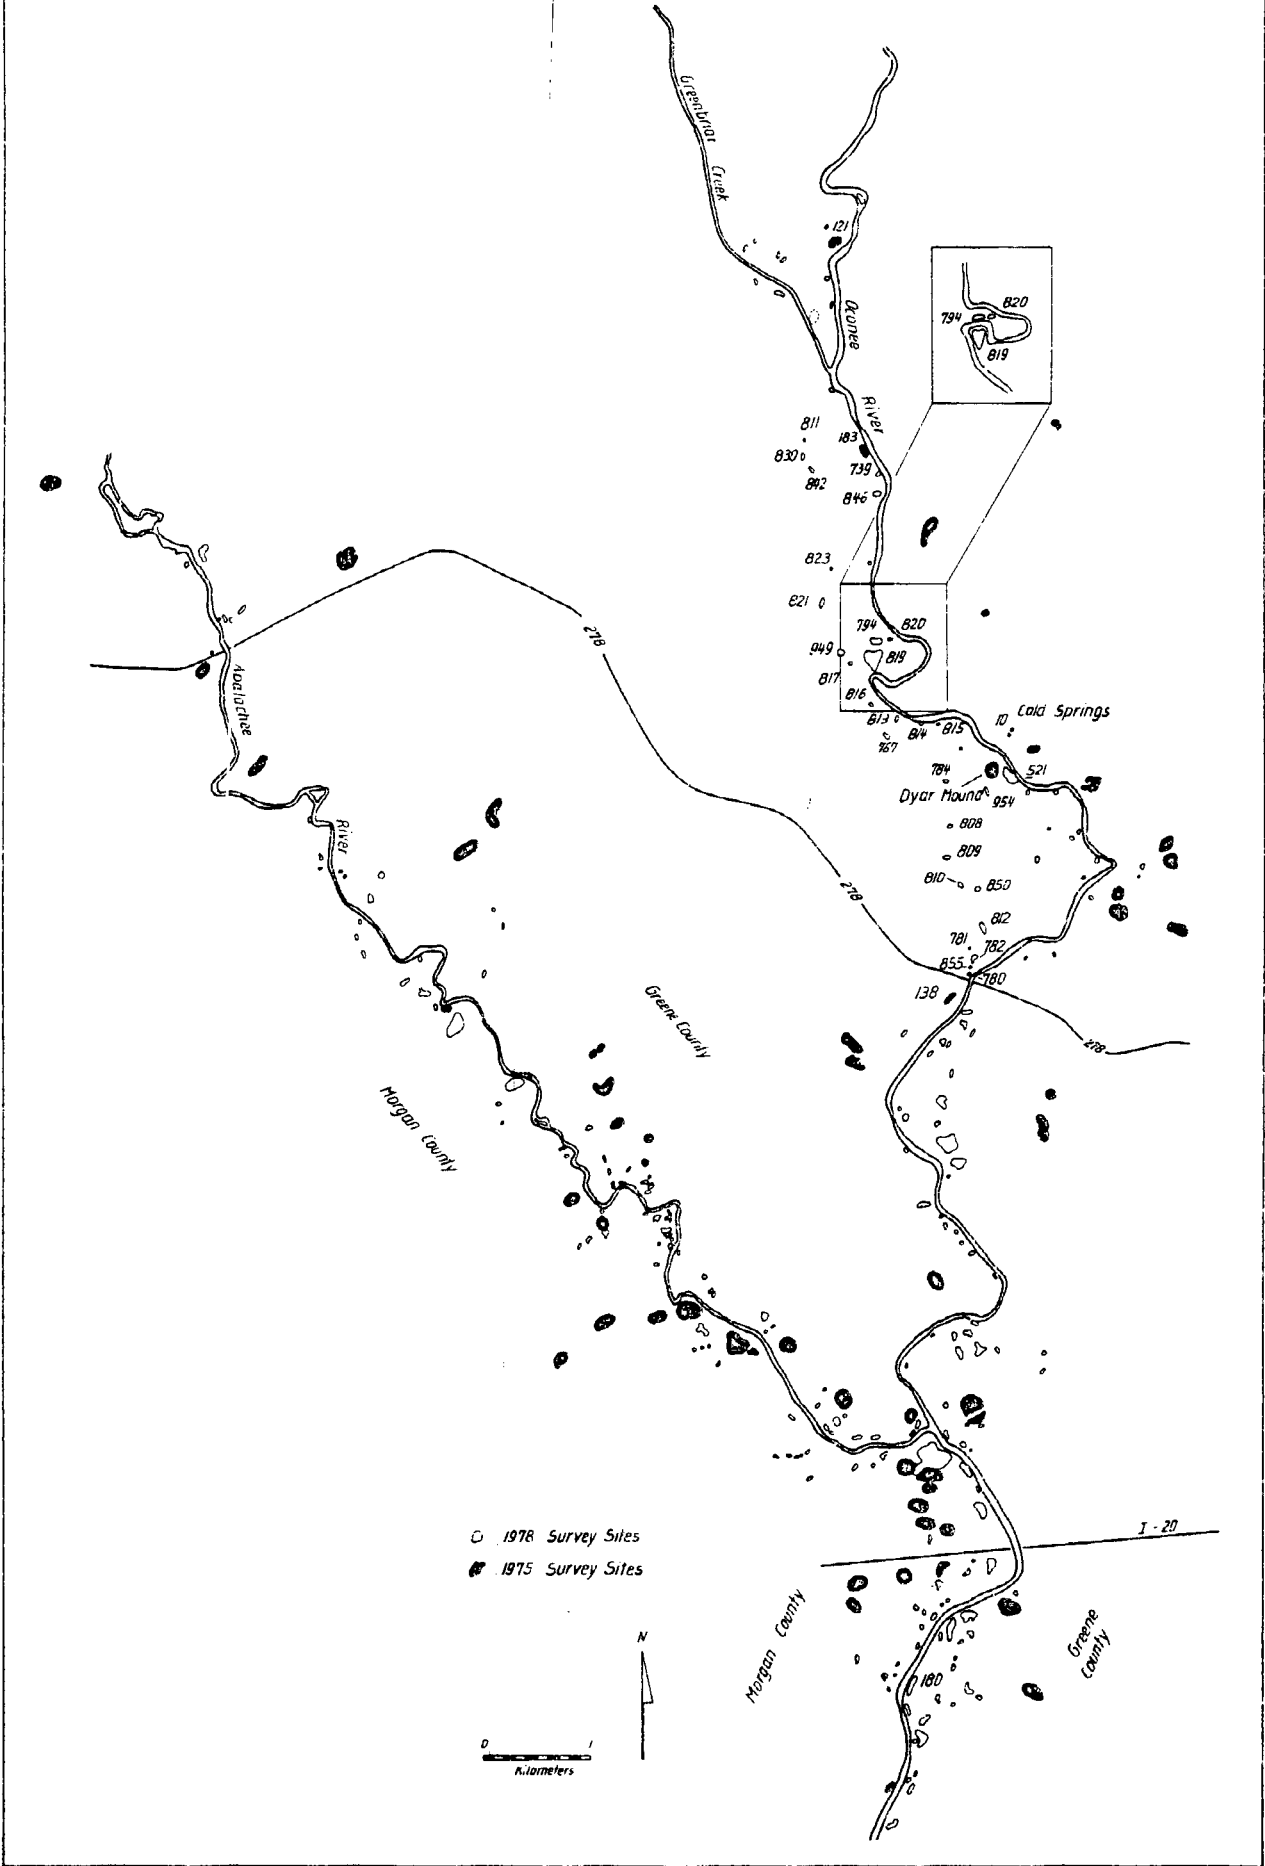 Greenbriar
Creek
121
Oconee
820
794
819
River
811
183
830
739
842
846
823
821
278
794
820
949
819
817
816
Apalachee
813
814
815
10
Cold Springs
767
784
521
Dyar Mound
954
River
808
809
810
850
278
812
781
782
855
780
138
Greene County
278
Morgan County
1978 Survey Sites
1975 Survey Sites
I-20
Morgan County
Greene
County
N
180
0
1
Kilometers